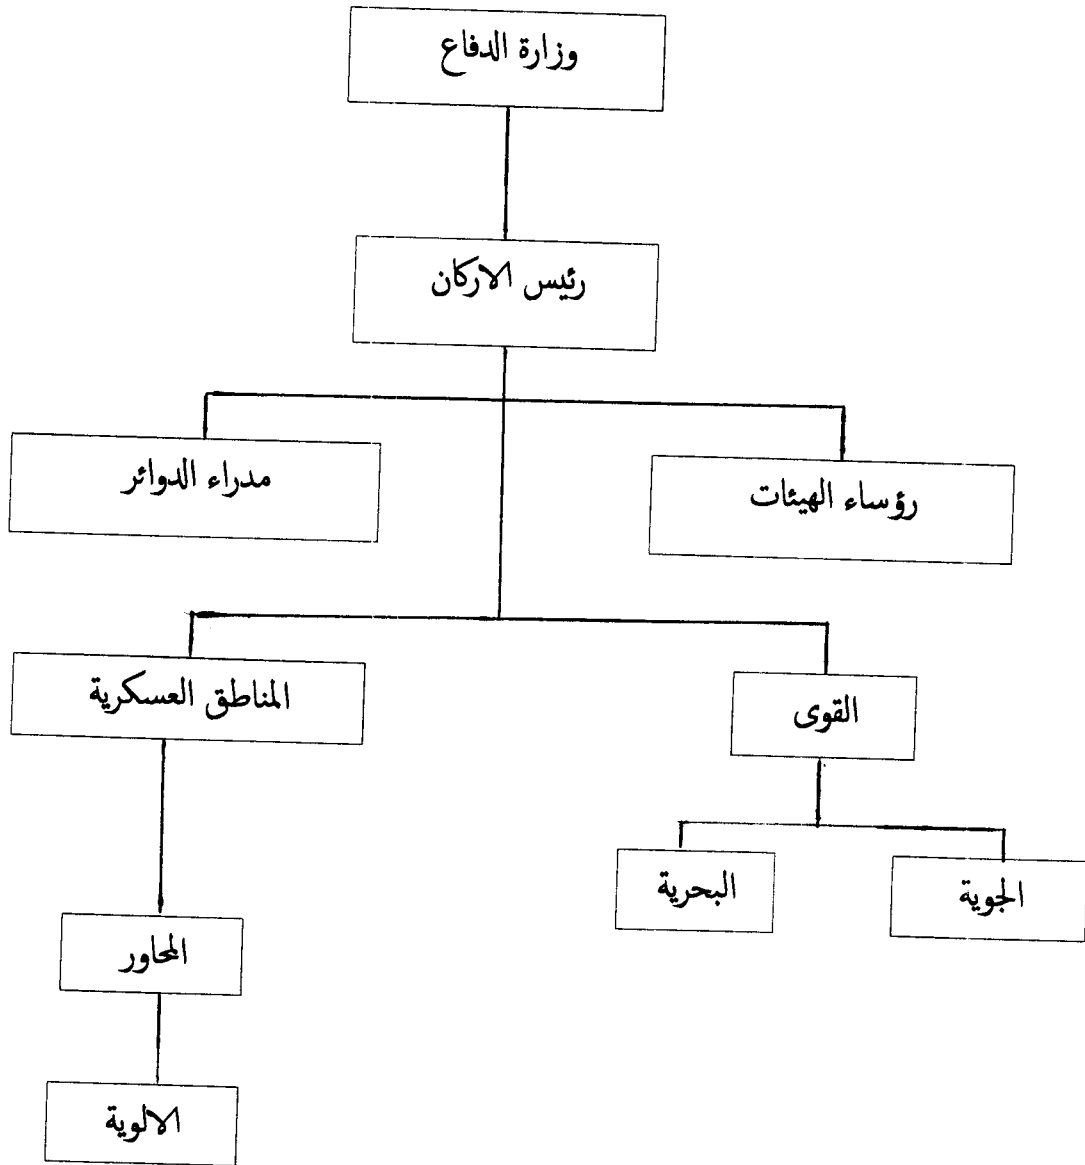 وزارة الدفاع
رئيس الاركان
رؤساء الهيئات
مدراء الدوائر
القوى
المناطق العسكرية
الجوية
البحرية
المحاور
الالوية